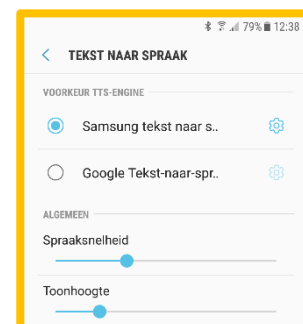 79% 12:38
TEKST NAAR SPRAAK
VOORKEUR TTS-ENGINE
Samsung tekst naar s..
Google Tekst-naar-spr..
ALGEMEEN
Spraaksnelheid
Toonhoogte